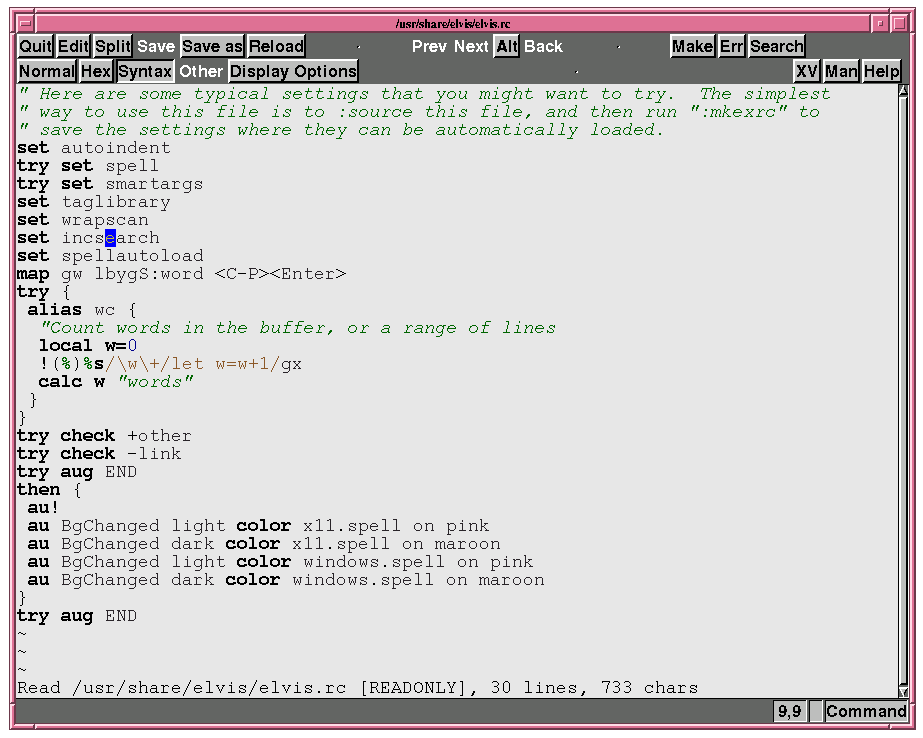 /usr/share/elvis/elvis.rc
Quit Edit Split Save Save as Reload Prev Next Alt Back Make Err Search
Normal Hex Syntax Other Display Options XV Man Help
" Here are some typical settings that you might want to try.  The simplest
" way to use this file is to :source this file, and then run ":mkexrc" to
" save the settings where they can be automatically loaded.
set autoindent
try set spell
try set smartargs
set taglibrary
set wrapscan
set incsearch
set spellautoload
map gw lbygS:word <C-P><Enter>
try {
 alias wc {
  "Count words in the buffer, or a range of lines
  local w=0
  !(%)%s/\w\+/let w=w+1/gx
  calc w "words"
 }
}
try check +other
try check -link
try aug END
then {
 au!
 au BgChanged light color x11.spell on pink
 au BgChanged dark color x11.spell on maroon
 au BgChanged light color windows.spell on pink
 au BgChanged dark color windows.spell on maroon
}
try aug END
~
~
~
Read /usr/share/elvis/elvis.rc [READONLY], 30 lines, 733 chars
9,9 Command